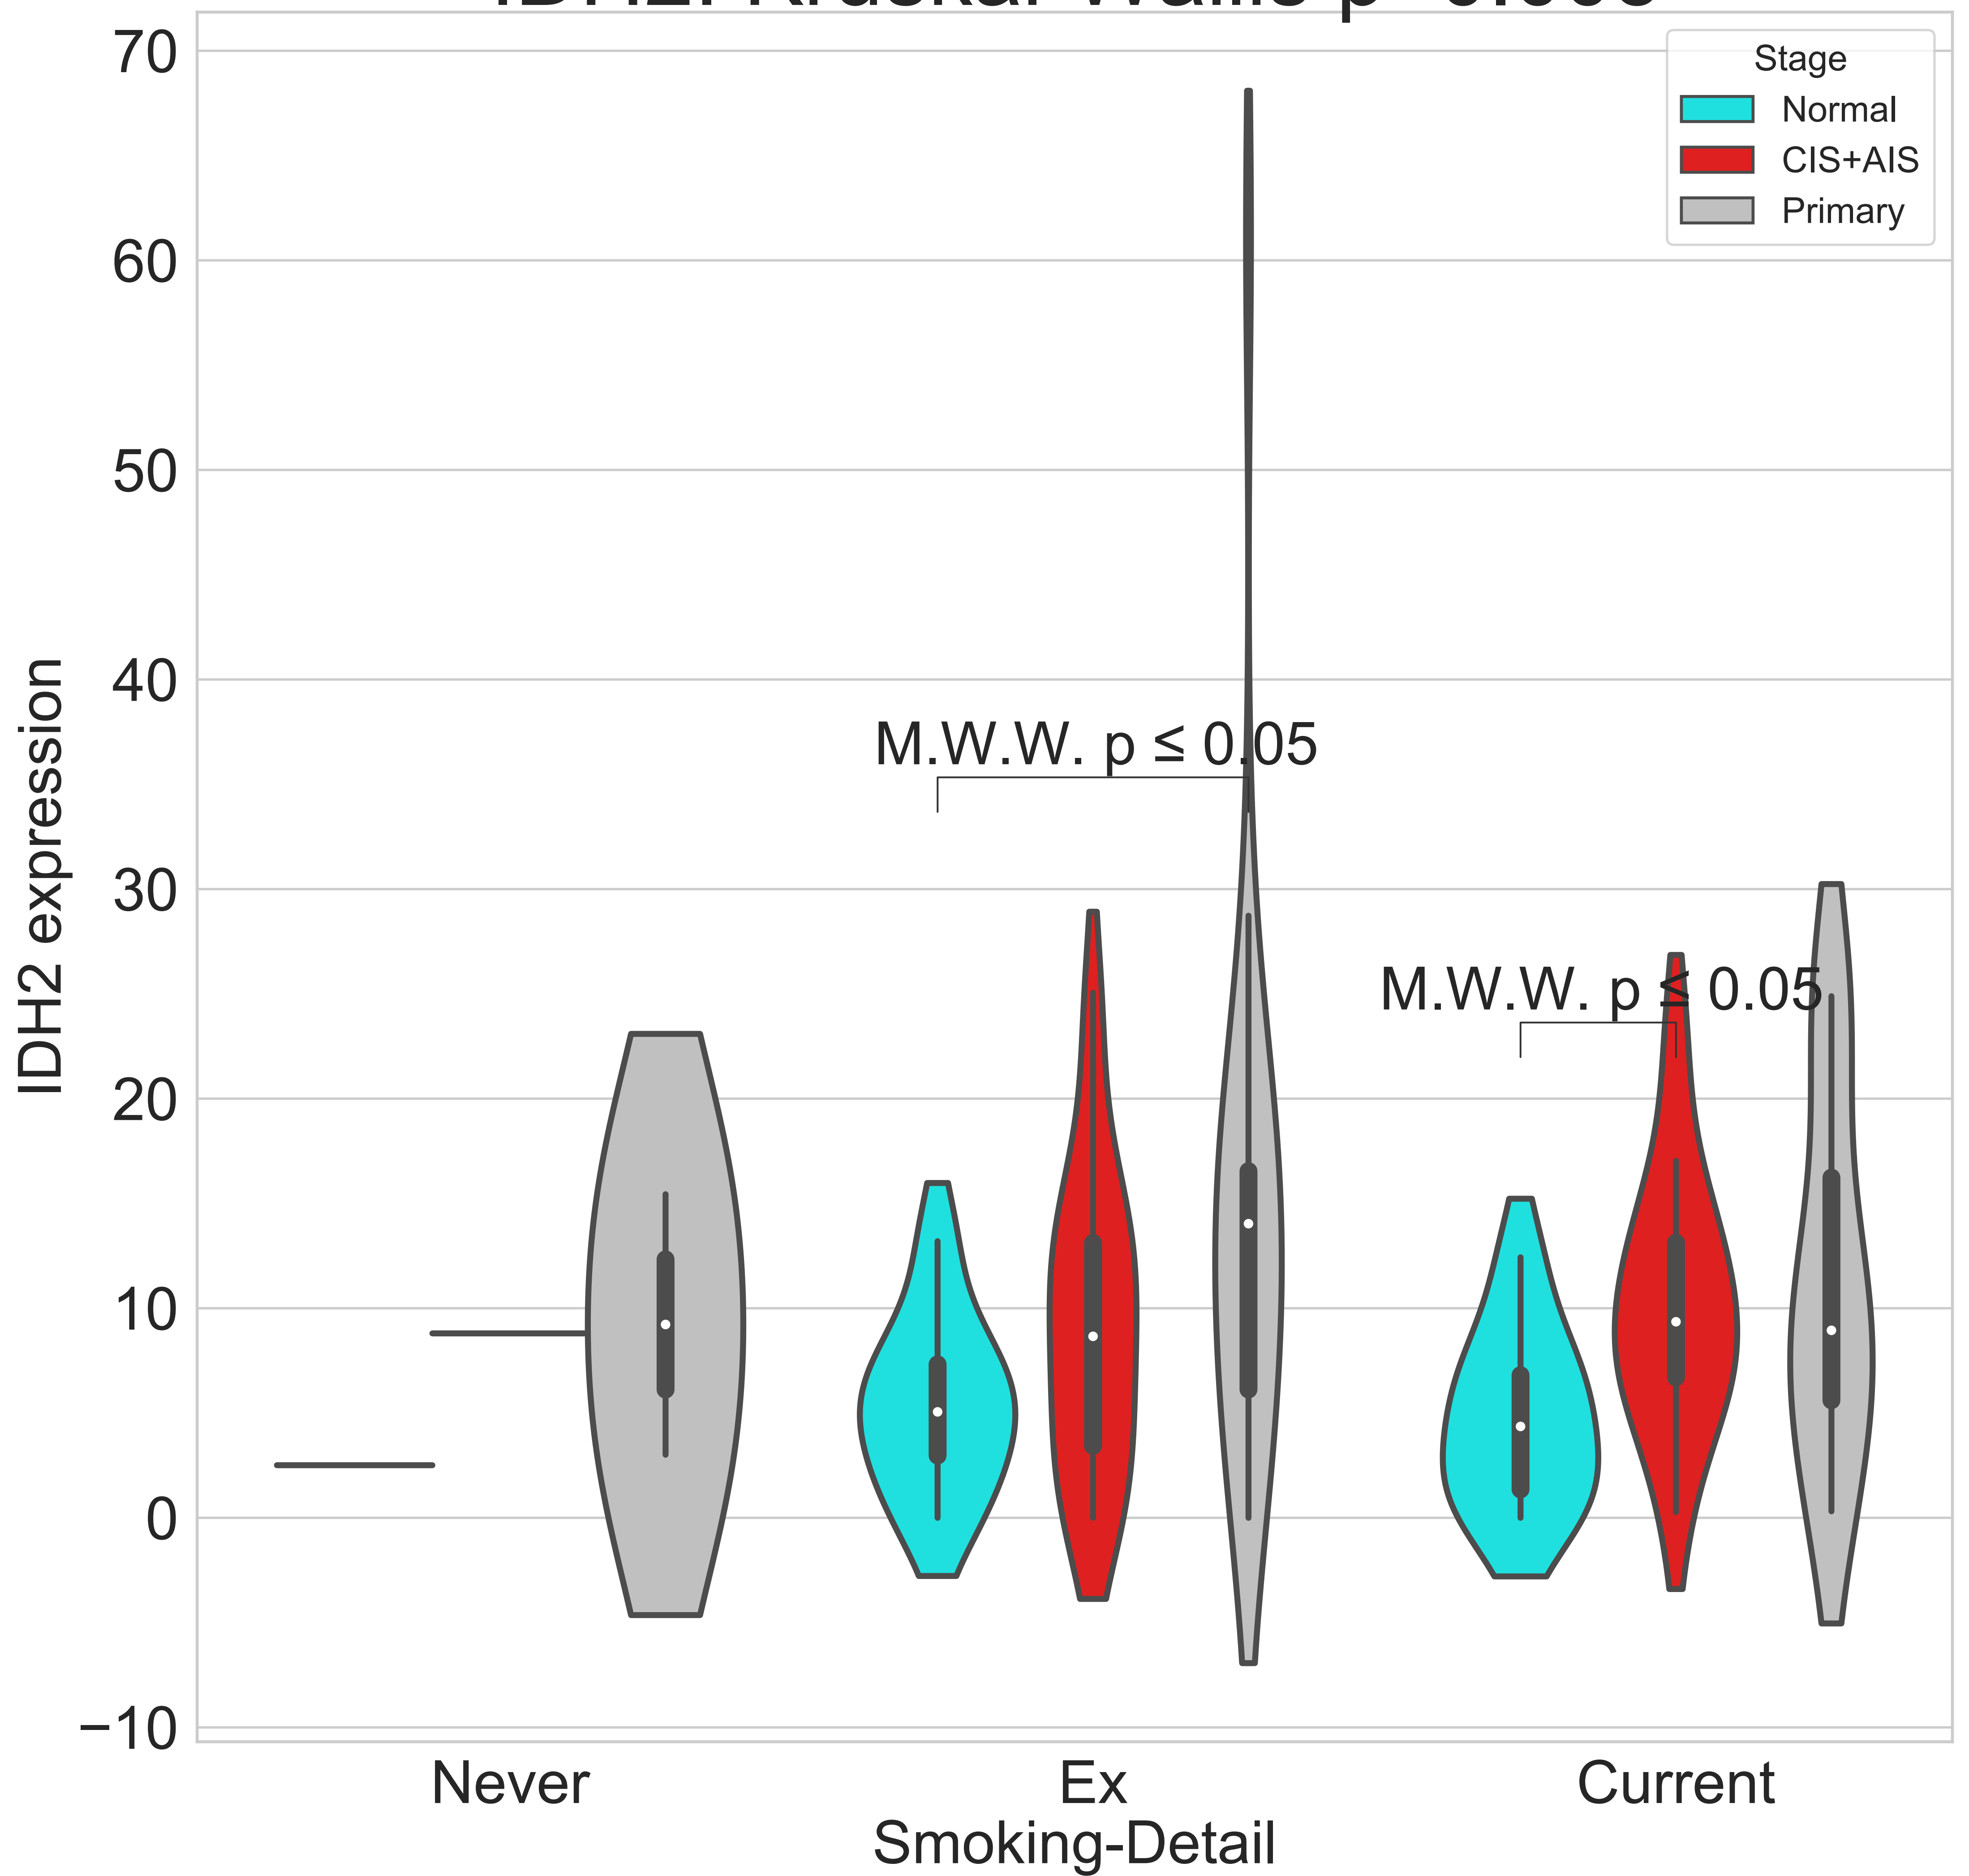 70
60
50
40
30
20
10
0
−10
IDH2 expression
Stage
Normal
CIS+AIS
Primary
M.W.W. p ≤ 0.05
M.W.W. p ≤ 0.05
Never
Ex
Current
Smoking-Detail